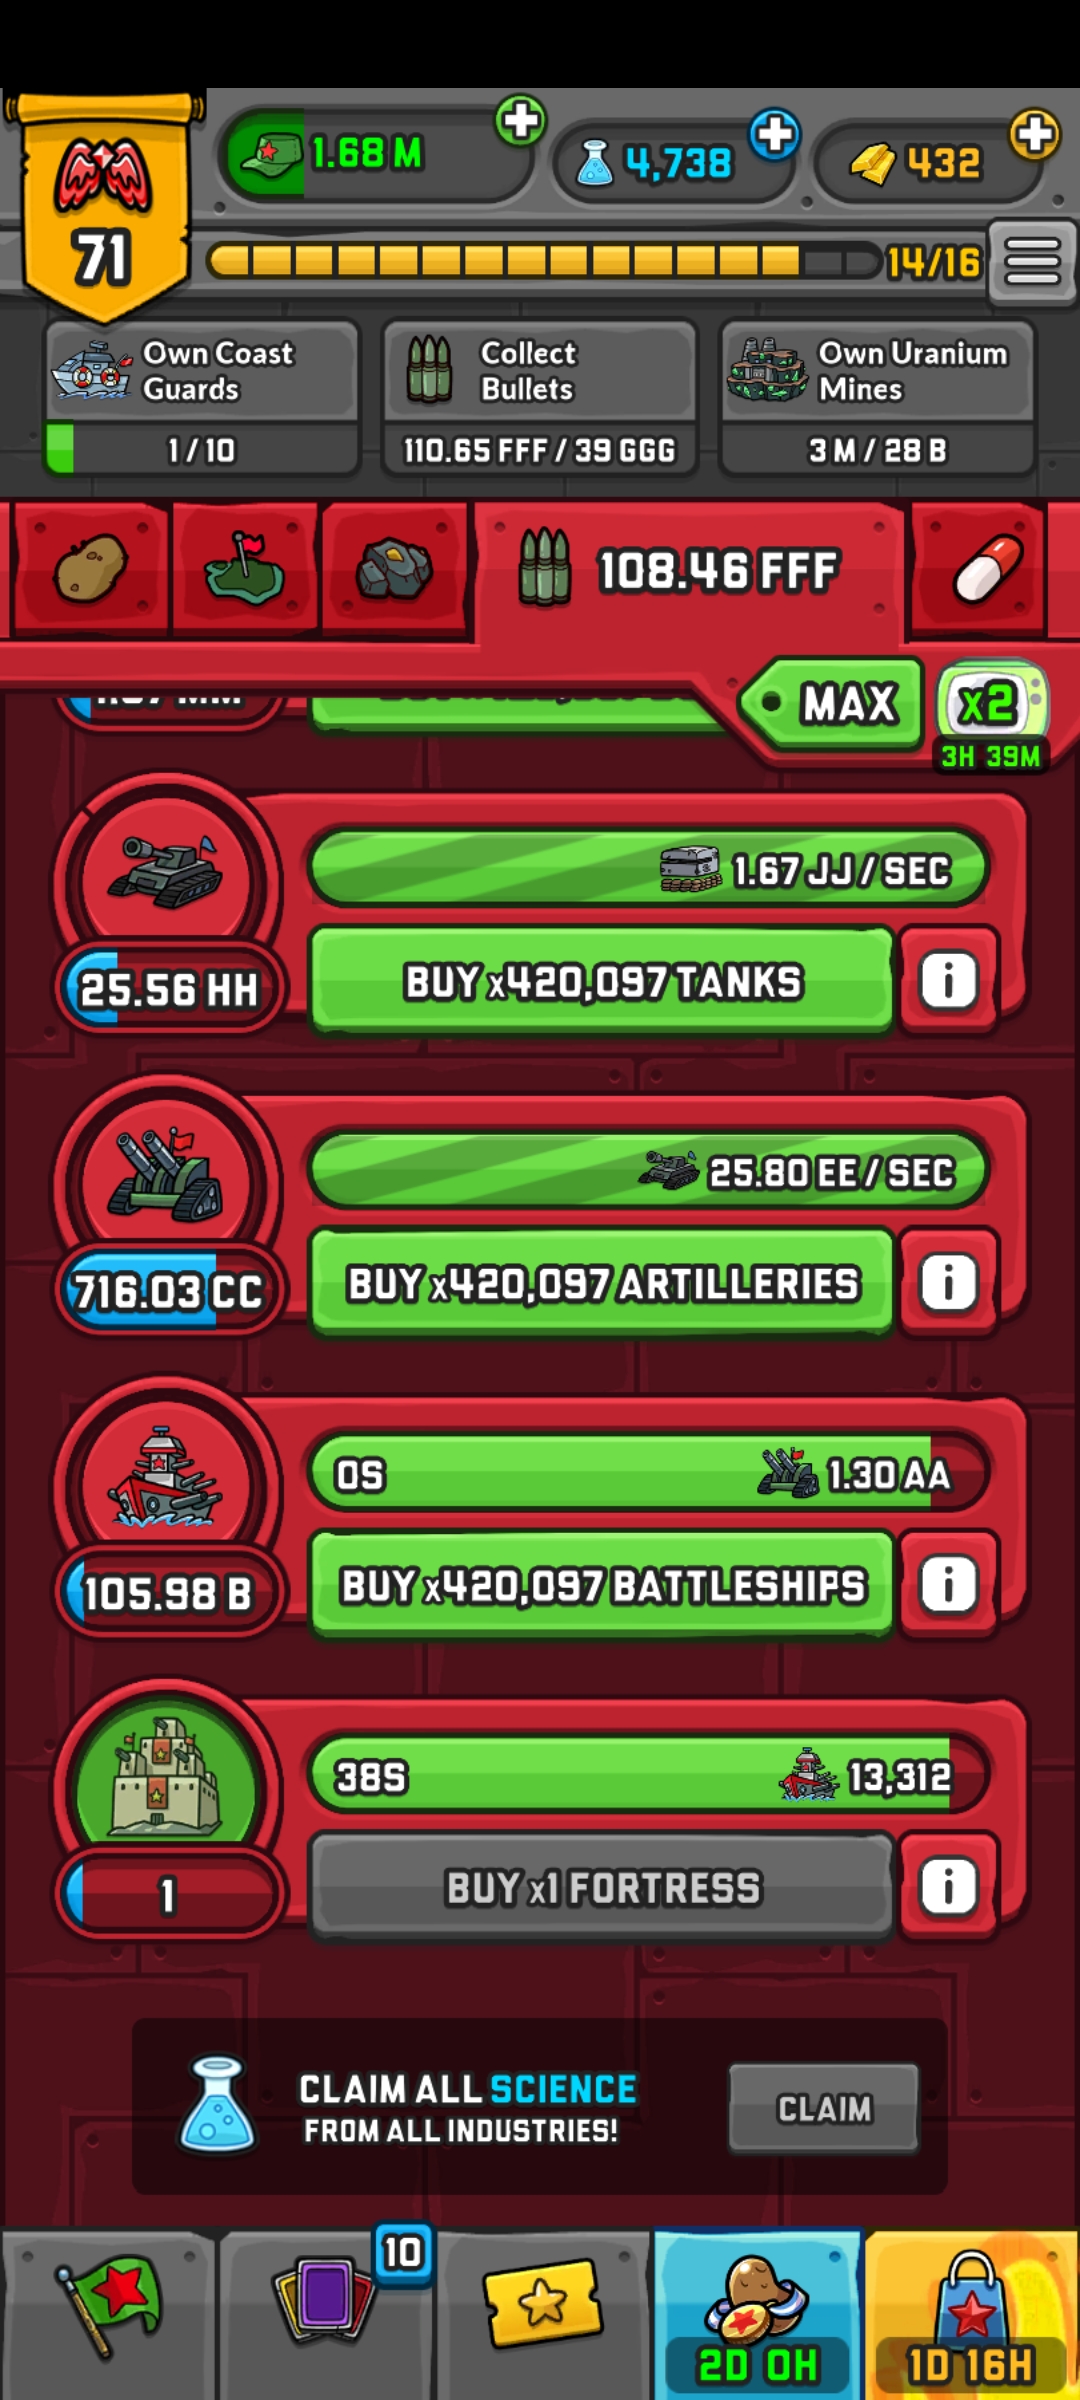 1.68 M
4,738
432
71
14/16
Own Coast
Guards
1 / 10
Collect
Bullets
110.65 FFF / 39 GGG
Own Uranium
Mines
3 M / 28 B
108.46 FFF
MAX
x2
3H 39M
1.67 JJ / SEC
25.56 HH
BUY x420,097 TANKS
i
25.80 EE / SEC
716.03 CC
BUY x420,097 ARTILLERIES
i
0S
1.30 AA
105.98 B
BUY x420,097 BATTLESHIPS
i
38S
13,312
1
BUY x1 FORTRESS
i
CLAIM ALL SCIENCE
FROM ALL INDUSTRIES!
CLAIM
10
2D 0H
1D 16H